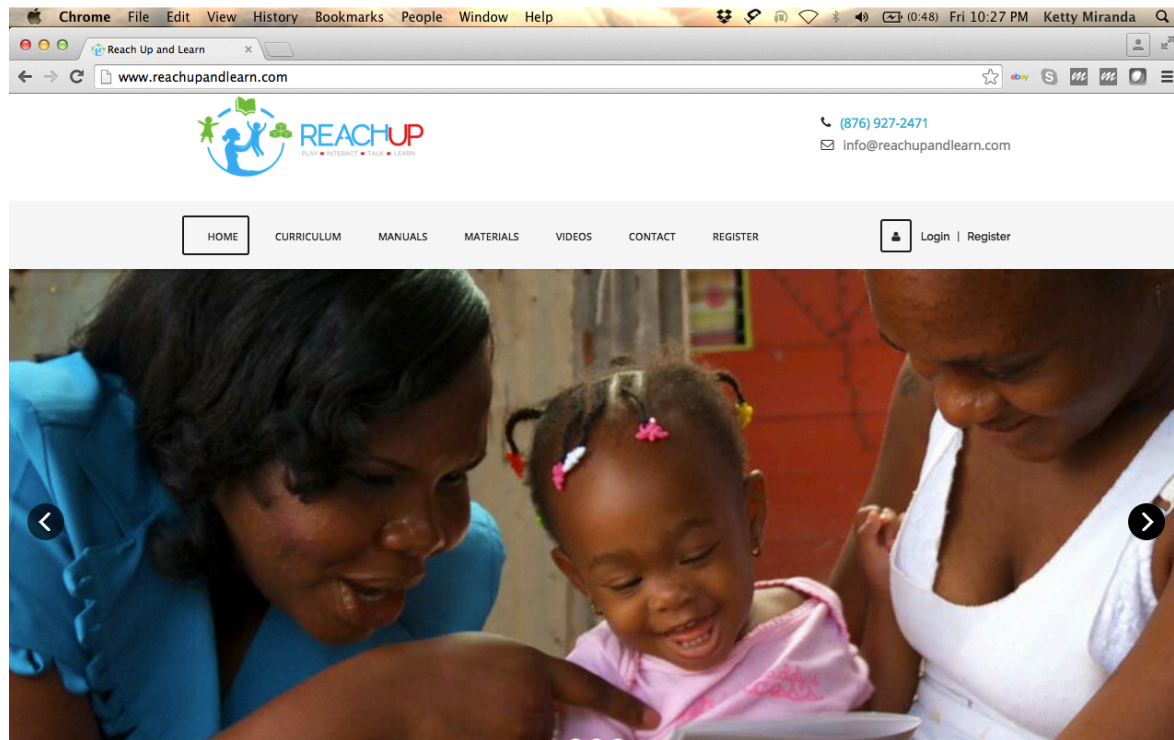 Chrome File Edit View History Bookmarks People Window Help (0:48) Fri 10:27 PM Ketty Miranda
Reach Up and Learn
www.reachupandlearn.com ebay S m m
REACHUP
PLAY ▪ INTERACT ▪ TALK ▪ LEARN
(876) 927-2471
info@reachupandlearn.com
HOME CURRICULUM MANUALS MATERIALS VIDEOS CONTACT REGISTER Login | Register